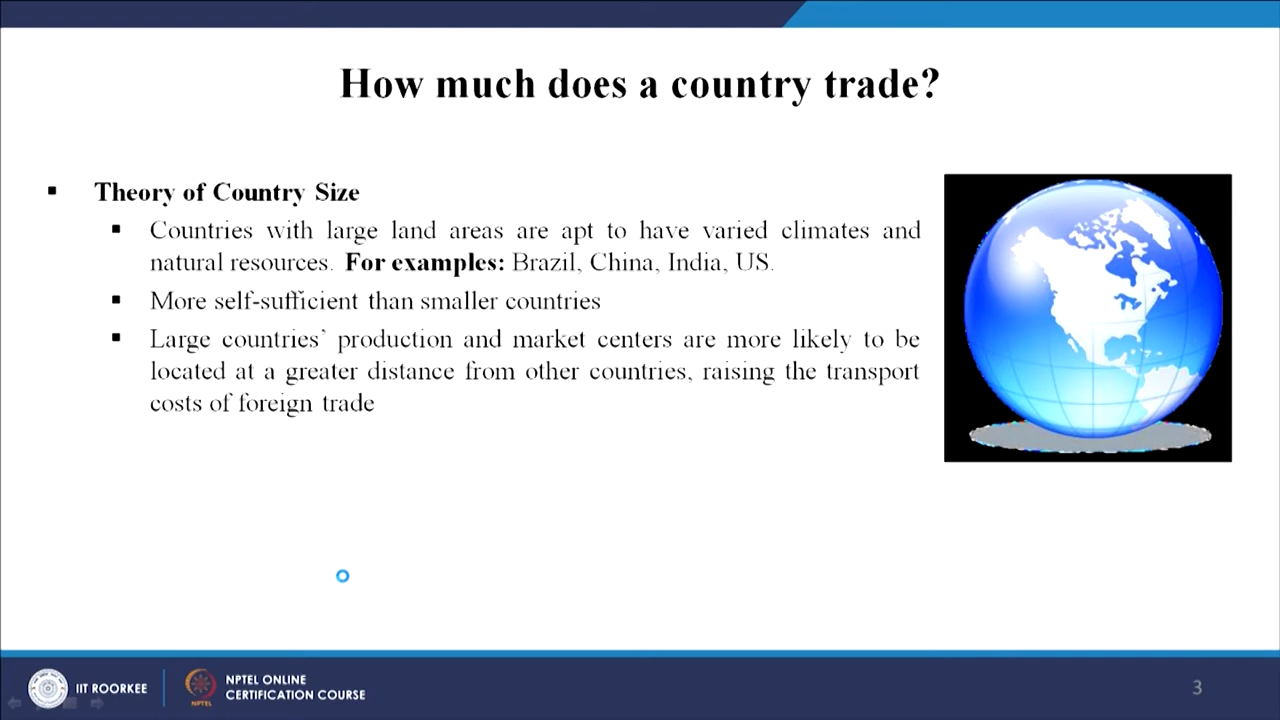 How much does a country trade?
Theory of Country Size
Countries with large land areas are apt to have varied climates and
natural resources. For examples: Brazil, China, India, US.
More self-sufficient than smaller countries
Large countries' production and market centers are more likely to be
located at a greater distance from other countries, raising the transport
costs of foreign trade
IIT ROORKEE
NPTEL
NPTEL ONLINE
CERTIFICATION COURSE
3